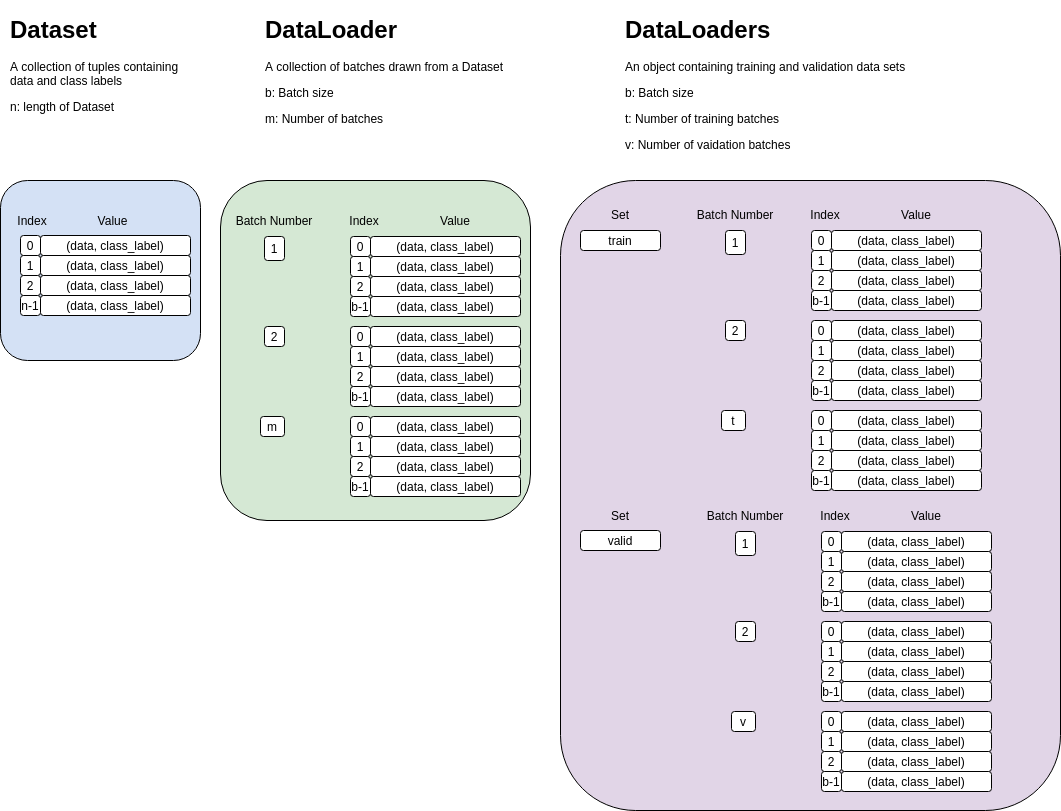 Dataset
A collection of tuples containing
data and class labels
n: length of Dataset
Index Value
0 (data, class_label)
1 (data, class_label)
2 (data, class_label)
n-1 (data, class_label)
DataLoader
A collection of batches drawn from a Dataset
b: Batch size
m: Number of batches
Batch Number Index Value
1 0 (data, class_label)
1 (data, class_label)
2 (data, class_label)
b-1 (data, class_label)
2 0 (data, class_label)
1 (data, class_label)
2 (data, class_label)
b-1 (data, class_label)
m 0 (data, class_label)
1 (data, class_label)
2 (data, class_label)
b-1 (data, class_label)
DataLoaders
An object containing training and validation data sets
b: Batch size
t: Number of training batches
v: Number of vaidation batches
Set Batch Number Index Value
train 1 0 (data, class_label)
1 (data, class_label)
2 (data, class_label)
b-1 (data, class_label)
2 0 (data, class_label)
1 (data, class_label)
2 (data, class_label)
b-1 (data, class_label)
t 0 (data, class_label)
1 (data, class_label)
2 (data, class_label)
b-1 (data, class_label)
Set Batch Number Index Value
valid 1 0 (data, class_label)
1 (data, class_label)
2 (data, class_label)
b-1 (data, class_label)
2 0 (data, class_label)
1 (data, class_label)
2 (data, class_label)
b-1 (data, class_label)
v 0 (data, class_label)
1 (data, class_label)
2 (data, class_label)
b-1 (data, class_label)